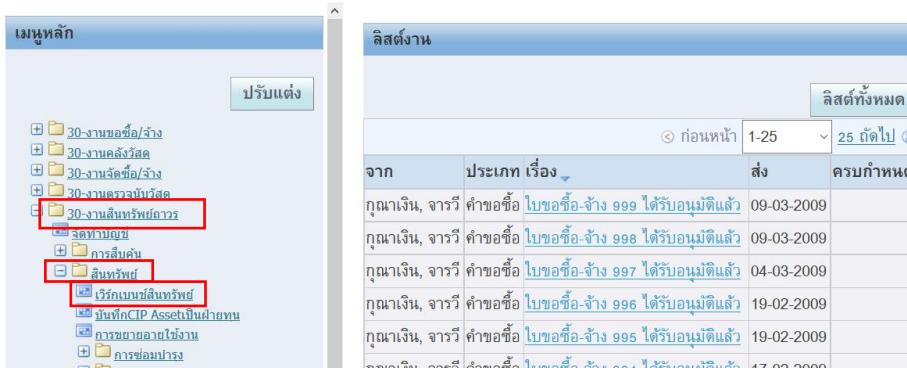 เมนูหลัก
ปรับแต่ง
30-งานขอซื้อ/จ้าง
30-งานคลังวัสดุ
30-งานจัดซื้อ/จ้าง
30-งานตรวจนับวัสดุ
30-งานสินทรัพย์ถาวร
จัดทำบัญชี
การสืบค้น
สินทรัพย์
เวิร์กเบนช์สินทรัพย์
บันทึกCIP Assetเป็นฝ่ายทุน
การขยายอายุใช้งาน
การซ่อมบำรุง
ลิสต์งาน
ลิสต์ทั้งหมด
ก่อนหน้า 1-25 25 ถัดไป
จาก ประเภท เรื่อง ส่ง ครบกำหนด
กุณาเงิน, จารวี คำขอซื้อ ใบขอซื้อ-จ้าง 999 ได้รับอนุมัติแล้ว 09-03-2009
กุณาเงิน, จารวี คำขอซื้อ ใบขอซื้อ-จ้าง 998 ได้รับอนุมัติแล้ว 09-03-2009
กุณาเงิน, จารวี คำขอซื้อ ใบขอซื้อ-จ้าง 997 ได้รับอนุมัติแล้ว 04-03-2009
กุณาเงิน, จารวี คำขอซื้อ ใบขอซื้อ-จ้าง 996 ได้รับอนุมัติแล้ว 19-02-2009
กุณาเงิน, จารวี คำขอซื้อ ใบขอซื้อ-จ้าง 995 ได้รับอนุมัติแล้ว 19-02-2009